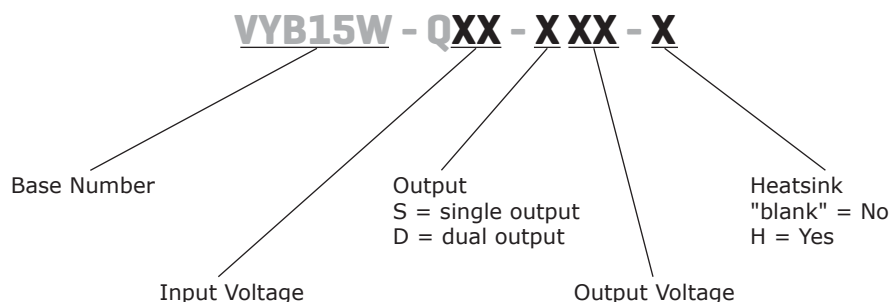 VYB15W - QXX - X XX - X
Base Number
Output
S = single output
D = dual output
Heatsink
"blank" = No
H = Yes
Input Voltage
Output Voltage